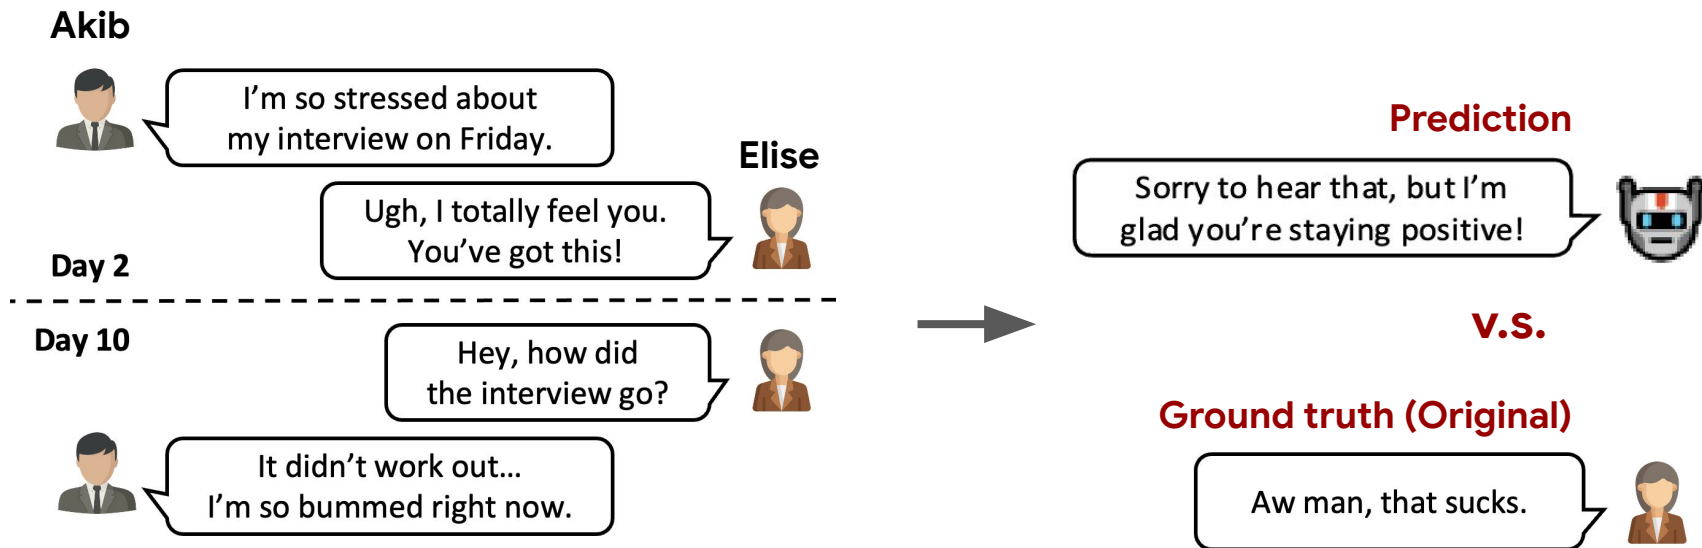 Akib
I'm so stressed about
my interview on Friday.
Elise
Ugh, I totally feel you.
You've got this!
Day 2
Day 10
Hey, how did
the interview go?
It didn't work out...
I'm so bummed right now.
Prediction
Sorry to hear that, but I'm
glad you're staying positive!
v.s.
Ground truth (Original)
Aw man, that sucks.